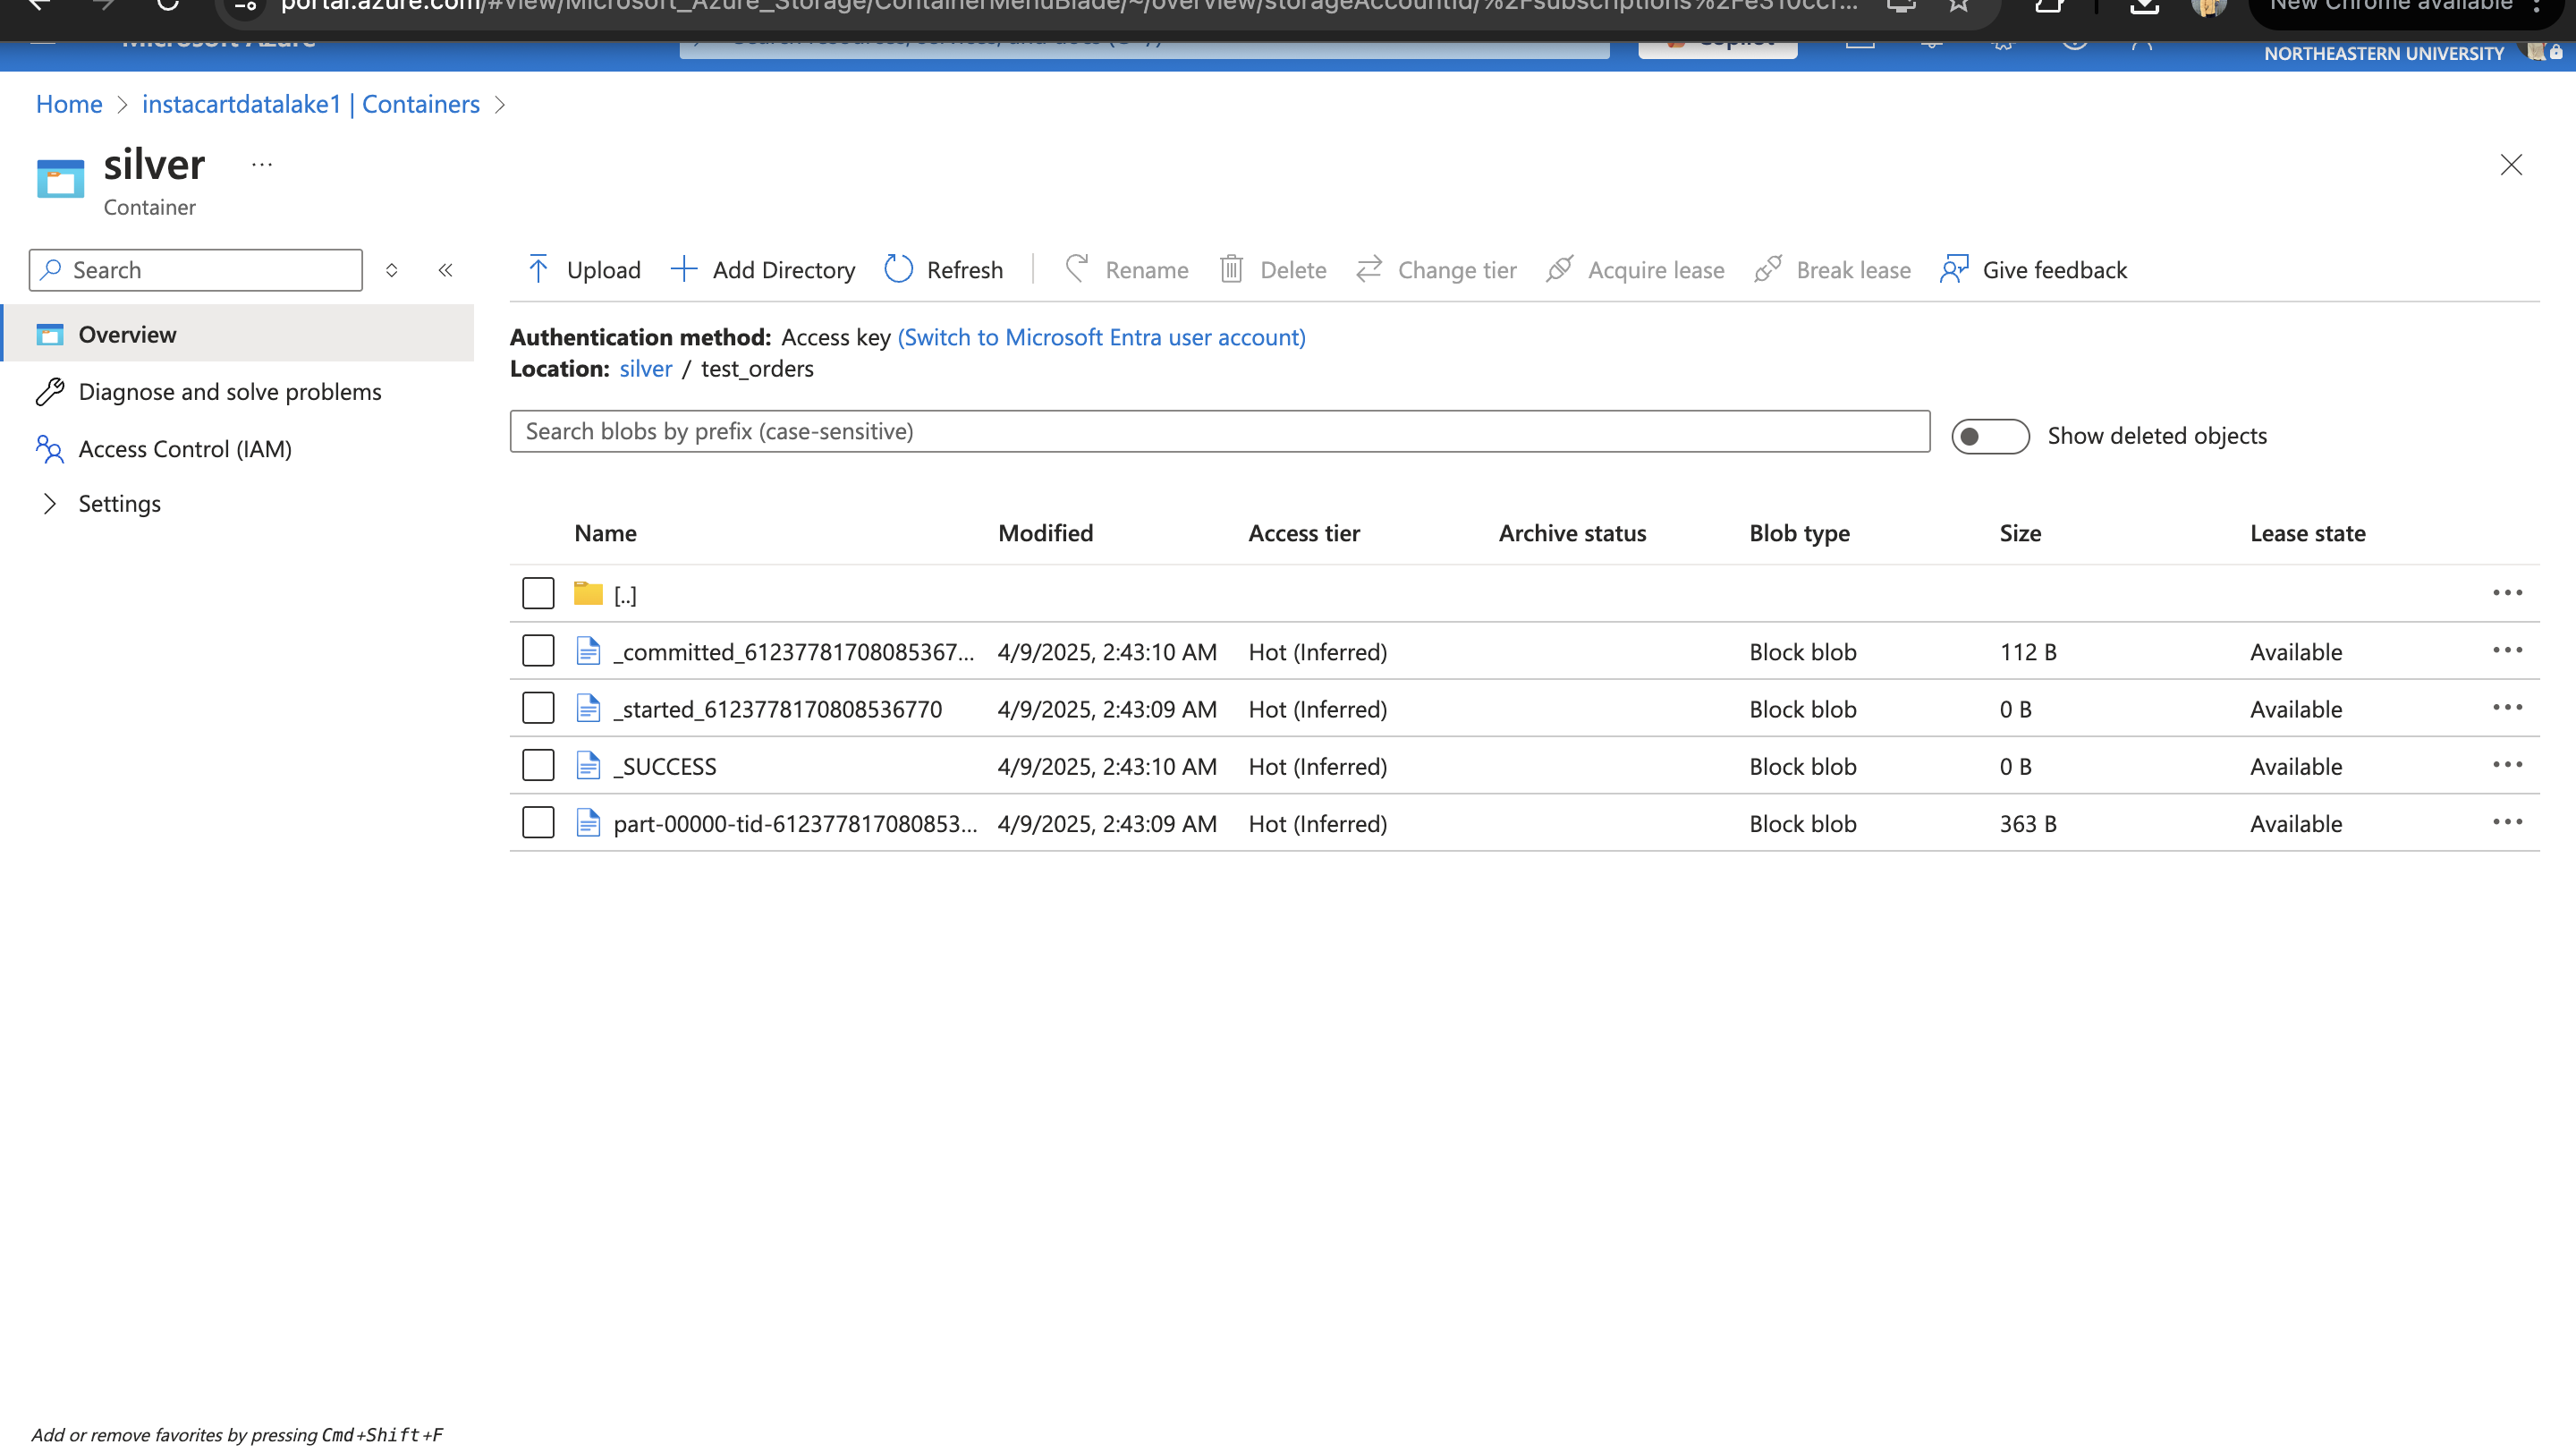 New Chrome available
NORTHEASTERN UNIVERSITY
Home > instacartdatalake1 | Containers >
silver ...
Container
Search
Overview
Diagnose and solve problems
Access Control (IAM)
Settings
Upload Add Directory Refresh Rename Delete Change tier Acquire lease Break lease Give feedback
Authentication method: Access key (Switch to Microsoft Entra user account)
Location: silver / test_orders
Search blobs by prefix (case-sensitive) Show deleted objects
Name Modified Access tier Archive status Blob type Size Lease state
[..]
_committed_61237781708085367... 4/9/2025, 2:43:10 AM Hot (Inferred) Block blob 112 B Available
_started_6123778170808536770 4/9/2025, 2:43:09 AM Hot (Inferred) Block blob 0 B Available
_SUCCESS 4/9/2025, 2:43:10 AM Hot (Inferred) Block blob 0 B Available
part-00000-tid-612377817080853... 4/9/2025, 2:43:09 AM Hot (Inferred) Block blob 363 B Available
Add or remove favorites by pressing Cmd+Shift+F